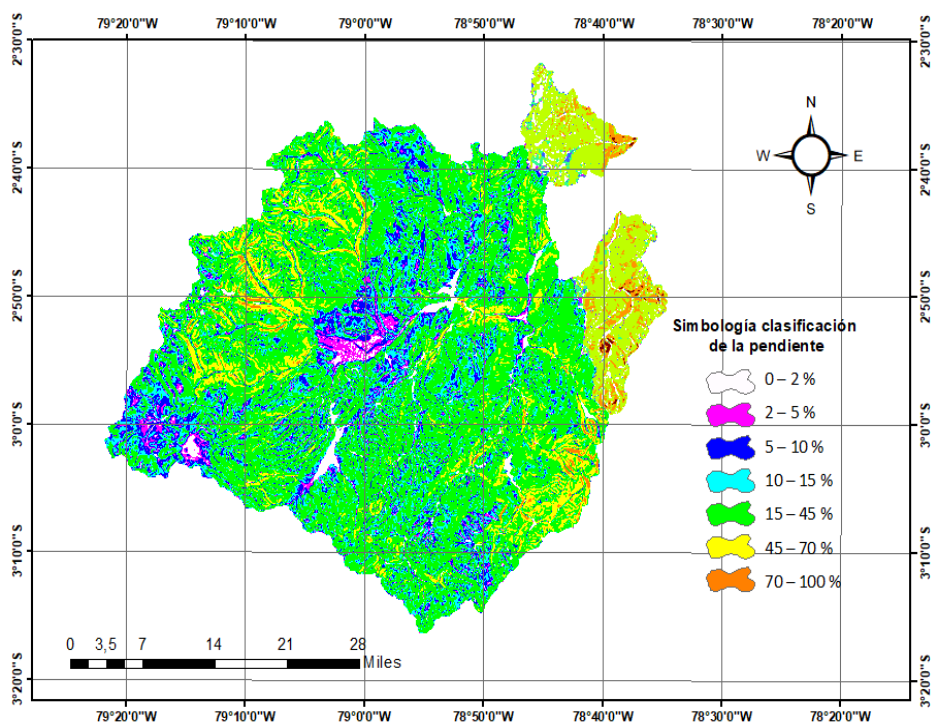 79°20'0"W 79°10'0"W 79°0'0"W 78°50'0"W 78°40'0"W 78°30'0"W 78°20'0"W
2°30'0"S 2°30'0"S
N
W E
S
2°40'0"S 2°40'0"S
2°50'0"S 2°50'0"S
Simbología clasificación
de la pendiente
0 – 2 %
2 – 5 %
3°0'0"S 3°0'0"S
5 – 10 %
10 – 15 %
15 – 45 %
45 – 70 %
3°10'0"S 3°10'0"S
70 – 100 %
0 3,5 7 14 21 28
Miles
3°20'0"S 3°20'0"S
79°20'0"W 79°10'0"W 79°0'0"W 78°50'0"W 78°40'0"W 78°30'0"W 78°20'0"W